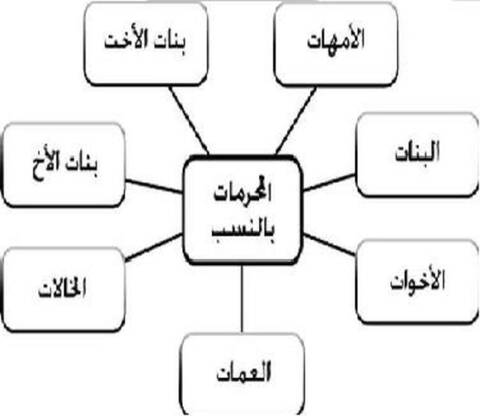 الأمهات
بنات الأخت
البنات
بنات الأخ
المحرمات
بالنسب
الأخوات
الخالات
العمات